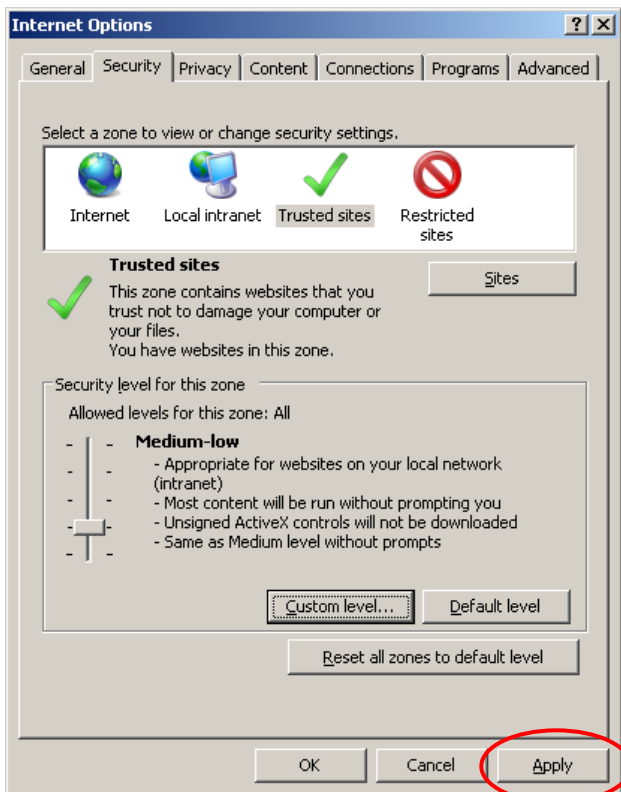 Internet Options
General Security Privacy Content Connections Programs Advanced
Select a zone to view or change security settings.
Internet Local intranet Trusted sites Restricted
sites
Trusted sites
Sites
This zone contains websites that you
trust not to damage your computer or
your files.
You have websites in this zone.
Security level for this zone
Allowed levels for this zone: All
Medium-low
- Appropriate for websites on your local network
(intranet)
- Most content will be run without prompting you
- Unsigned ActiveX controls will not be downloaded
- Same as Medium level without prompts
Custom level... Default level
Reset all zones to default level
OK Cancel Apply